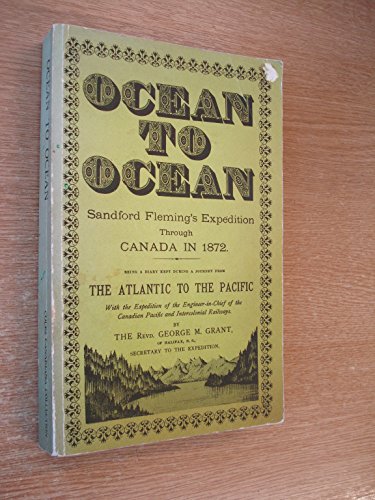 OCEAN
TO
OCEAN
Sandford Fleming's Expedition
Through
CANADA IN 1872.
BEING A DIARY KEPT DURING A JOURNEY FROM
THE ATLANTIC TO THE PACIFIC
With the Expedition of the Engineer-in-Chief of the
Canadian Pacific and Intercolonial Railways.
BY
THE REVD. GEORGE M. GRANT,
OF HALIFAX, N. S.,
SECRETARY TO THE EXPEDITION.
OCEAN TO OCEAN